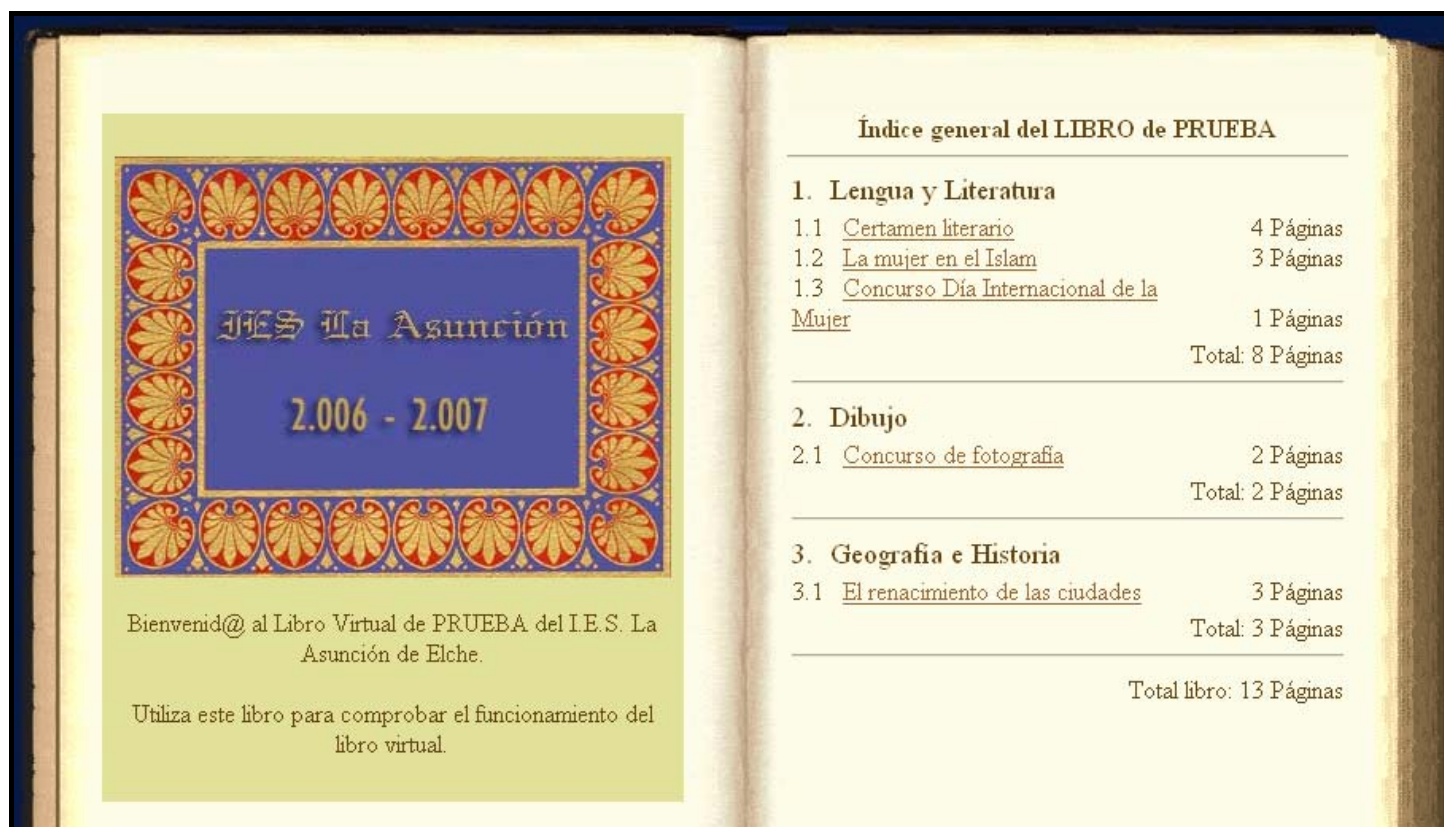 IES La Asunción
2.006 - 2.007
Bienvenid@ al Libro Virtual de PRUEBA del I.E.S. La
Asunción de Elche.
Utiliza este libro para comprobar el funcionamiento del
libro virtual.
Índice general del LIBRO de PRUEBA
1. Lengua y Literatura
1.1 Certamen literario 4 Páginas
1.2 La mujer en el Islam 3 Páginas
1.3 Concurso Día Internacional de la
Mujer 1 Páginas
Total: 8 Páginas
2. Dibujo
2.1 Concurso de fotografía 2 Páginas
Total: 2 Páginas
3. Geografía e Historia
3.1 El renacimiento de las ciudades 3 Páginas
Total: 3 Páginas
Total libro: 13 Páginas